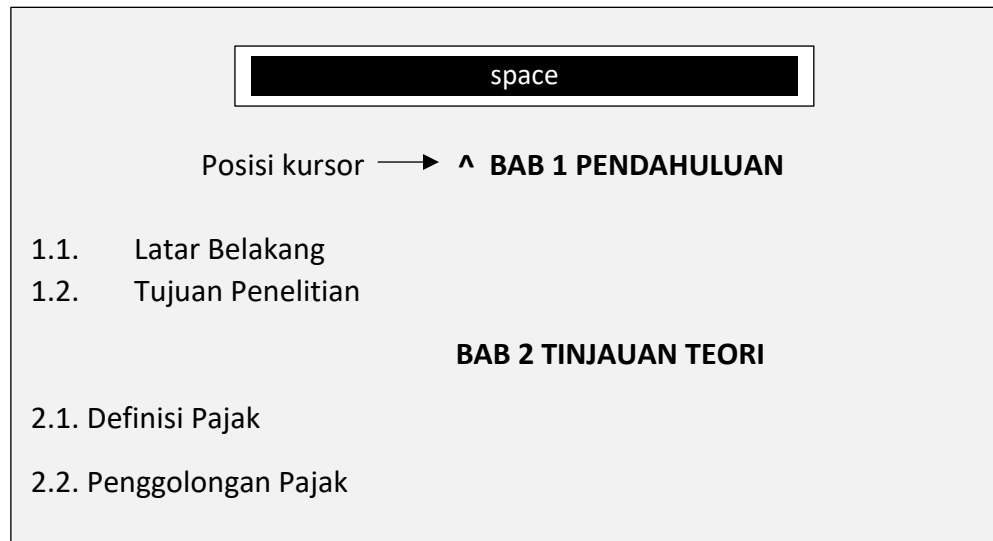 space
Posisi kursor ^ BAB 1 PENDAHULUAN
1.1. Latar Belakang
1.2. Tujuan Penelitian
BAB 2 TINJAUAN TEORI
2.1. Definisi Pajak
2.2. Penggolongan Pajak